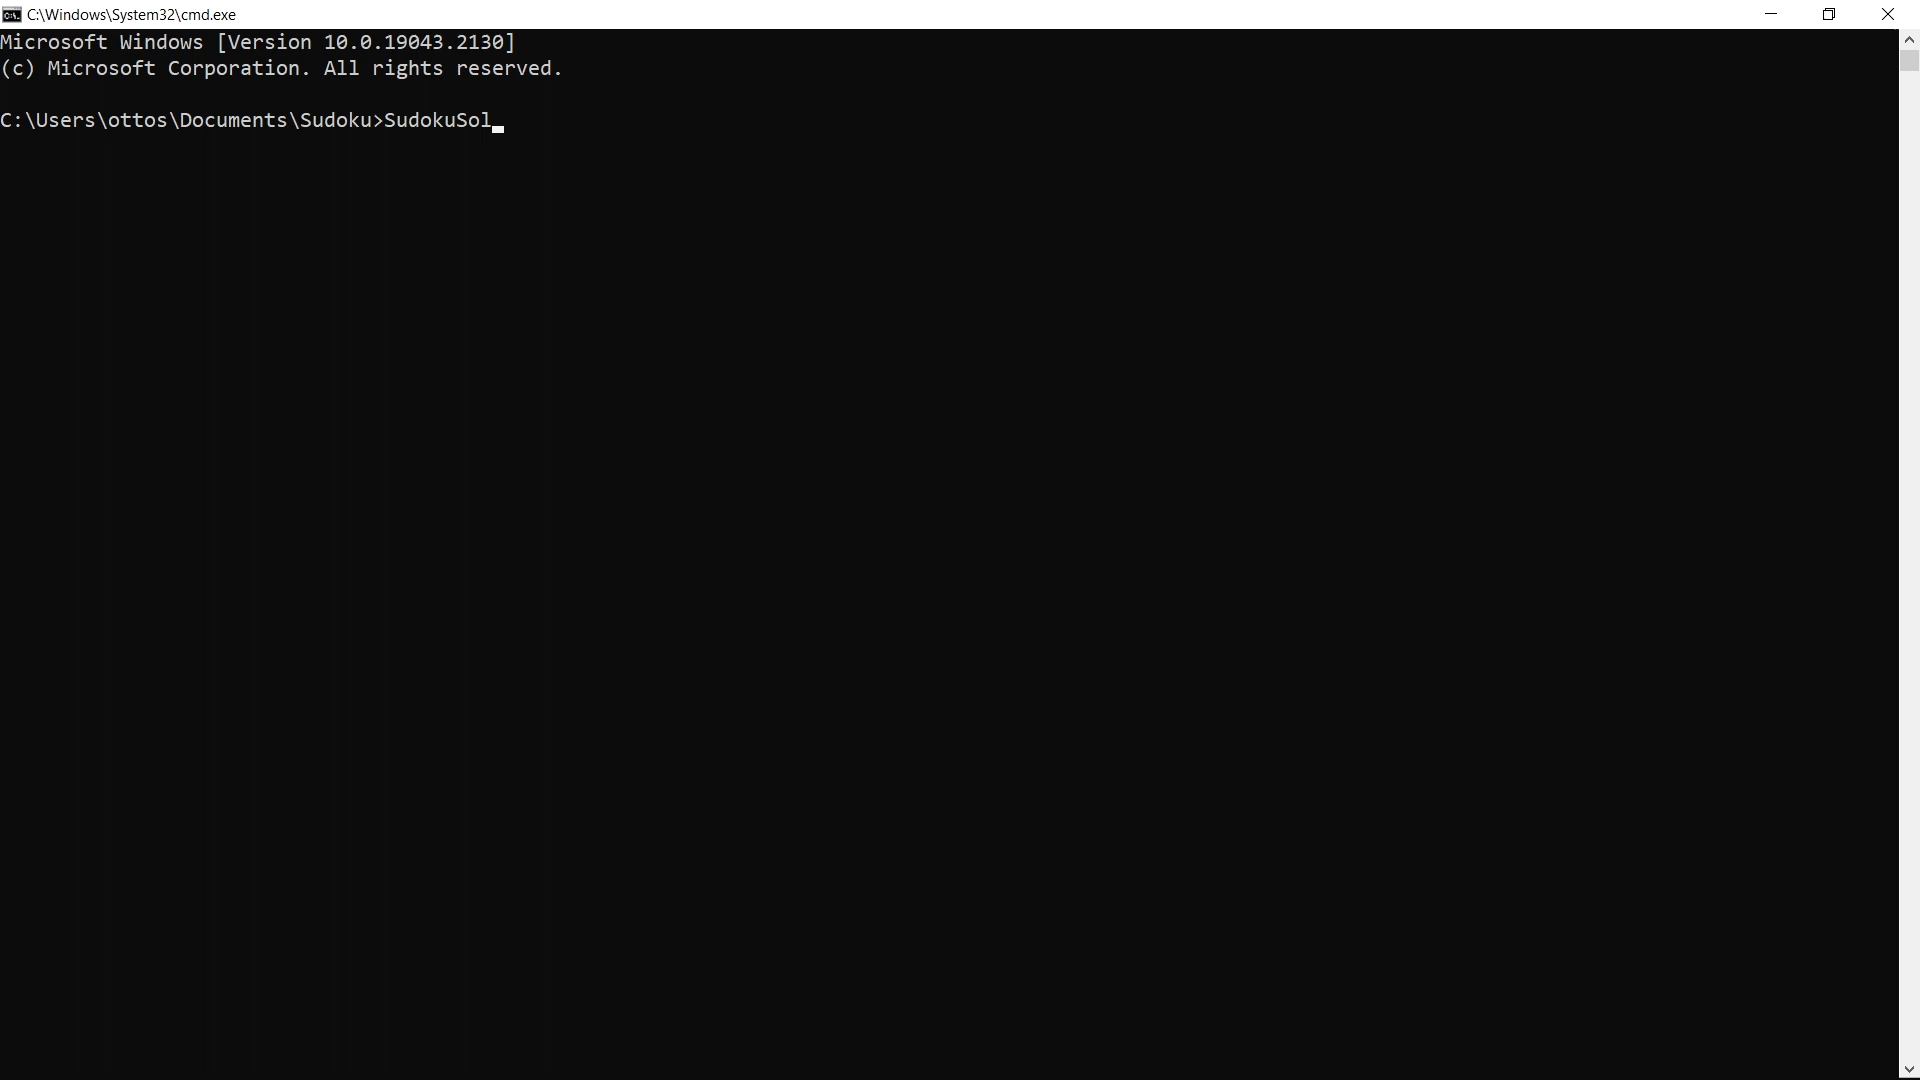 C:\Windows\System32\cmd.exe
Microsoft Windows [Version 10.0.19043.2130]
(c) Microsoft Corporation. All rights reserved.
C:\Users\ottos\Documents\Sudoku>SudokuSol